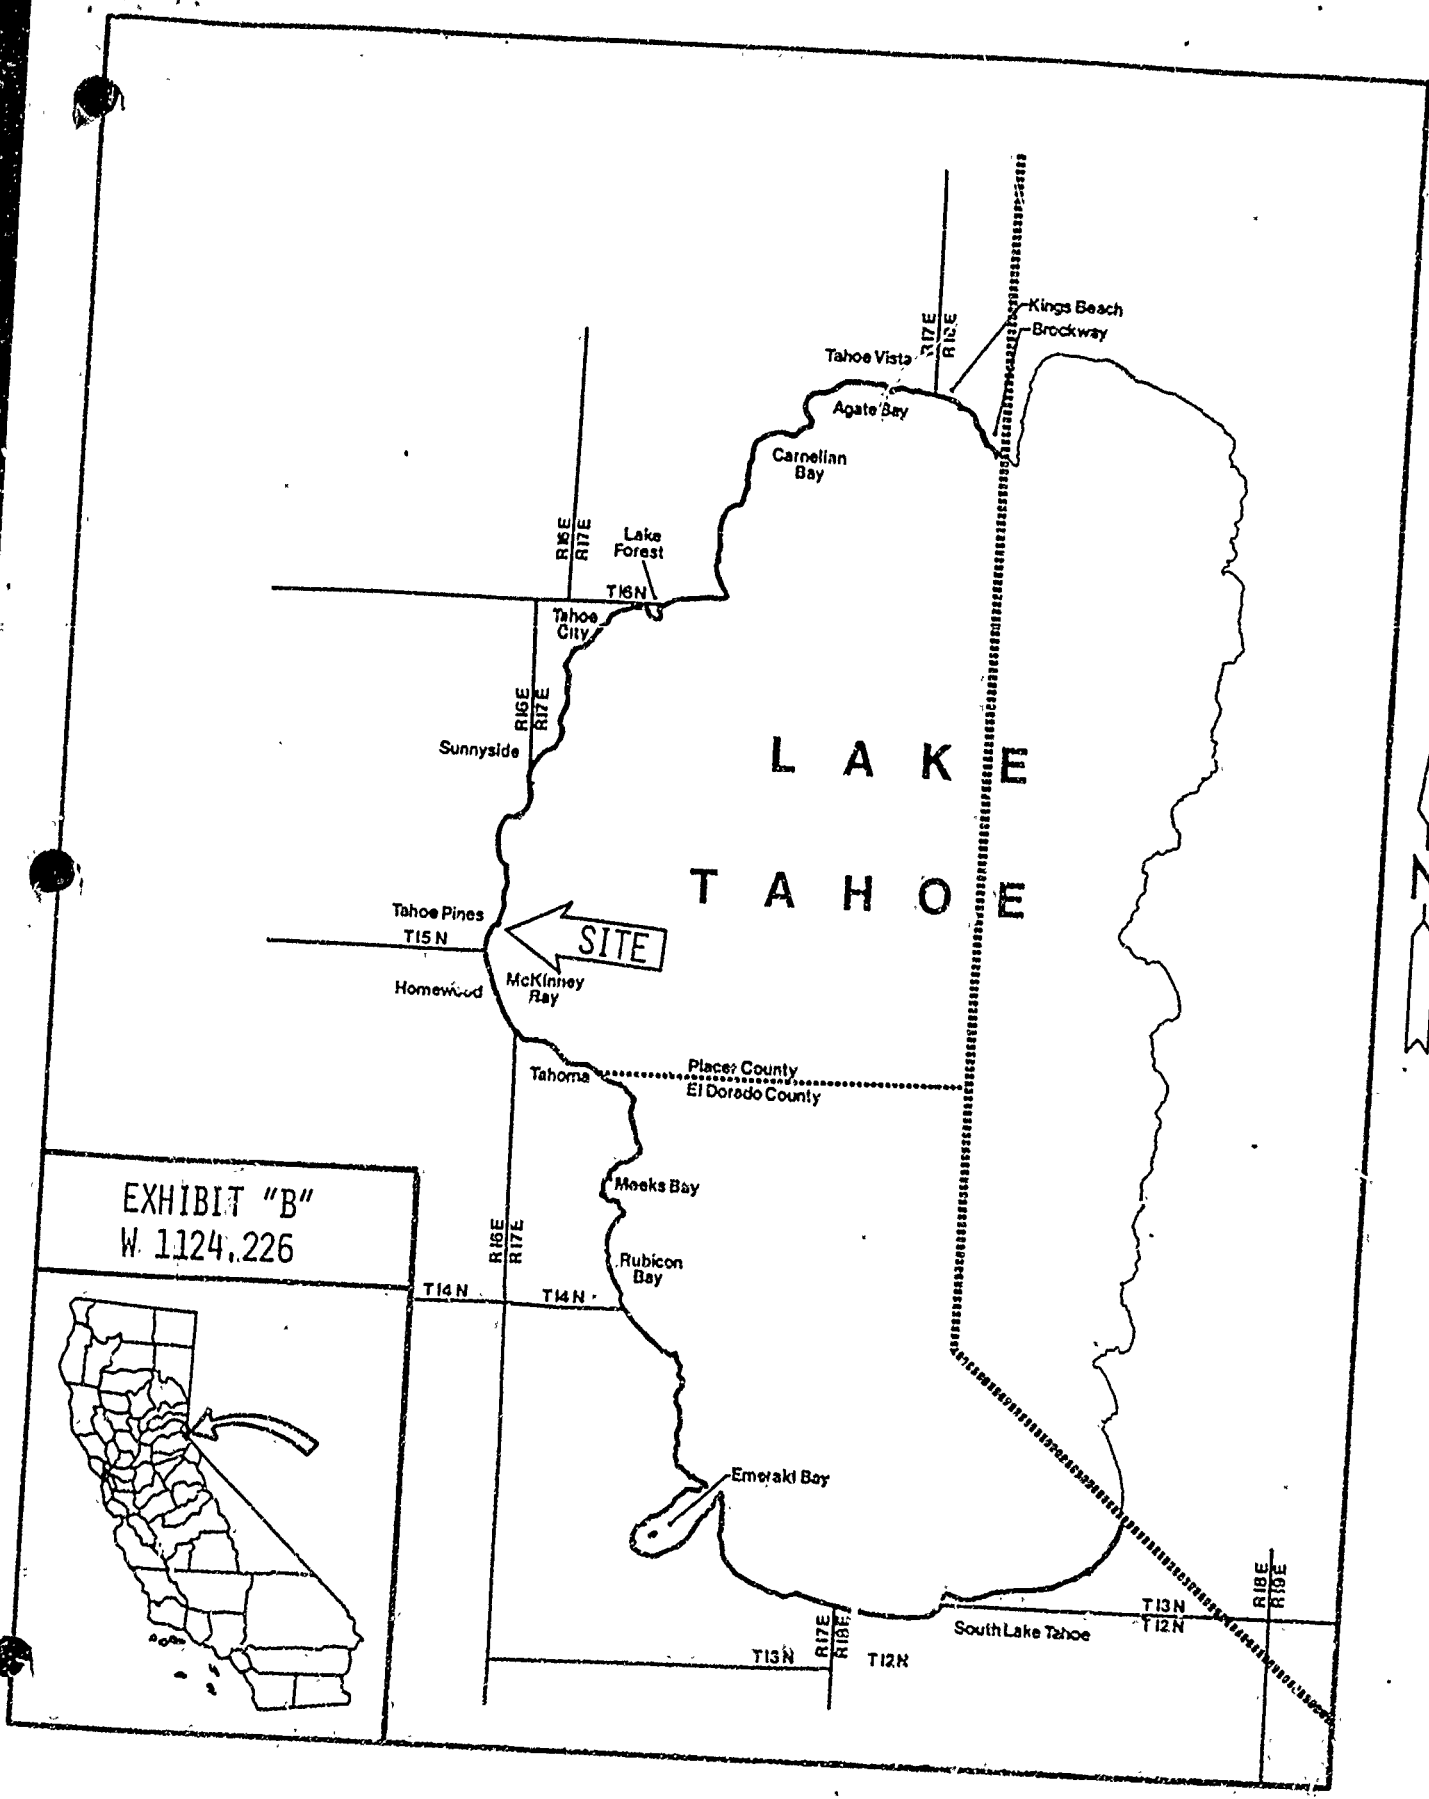 Kings Beach
Brockway
R17E
R18E
Tahoe Vista
Agate Bay
Carnelian
Bay
R16E
R17E
Lake
Forest
T16N
Tahoe
City
R16E
R17E
Sunnyside
LAKE
TAHOE
Tahoe Pines
T15N
SITE
N
Homewood
McKinney
Bay
Tahoma
Placer County
El Dorado County
EXHIBIT "B"
W 1124.226
Meeks Bay
R16E
R17E
Rubicon
Bay
T14N
T14N
Emerald Bay
R18E
R19E
T13N
T12N
South Lake Tahoe
R17E
R18E
T13N
T12N